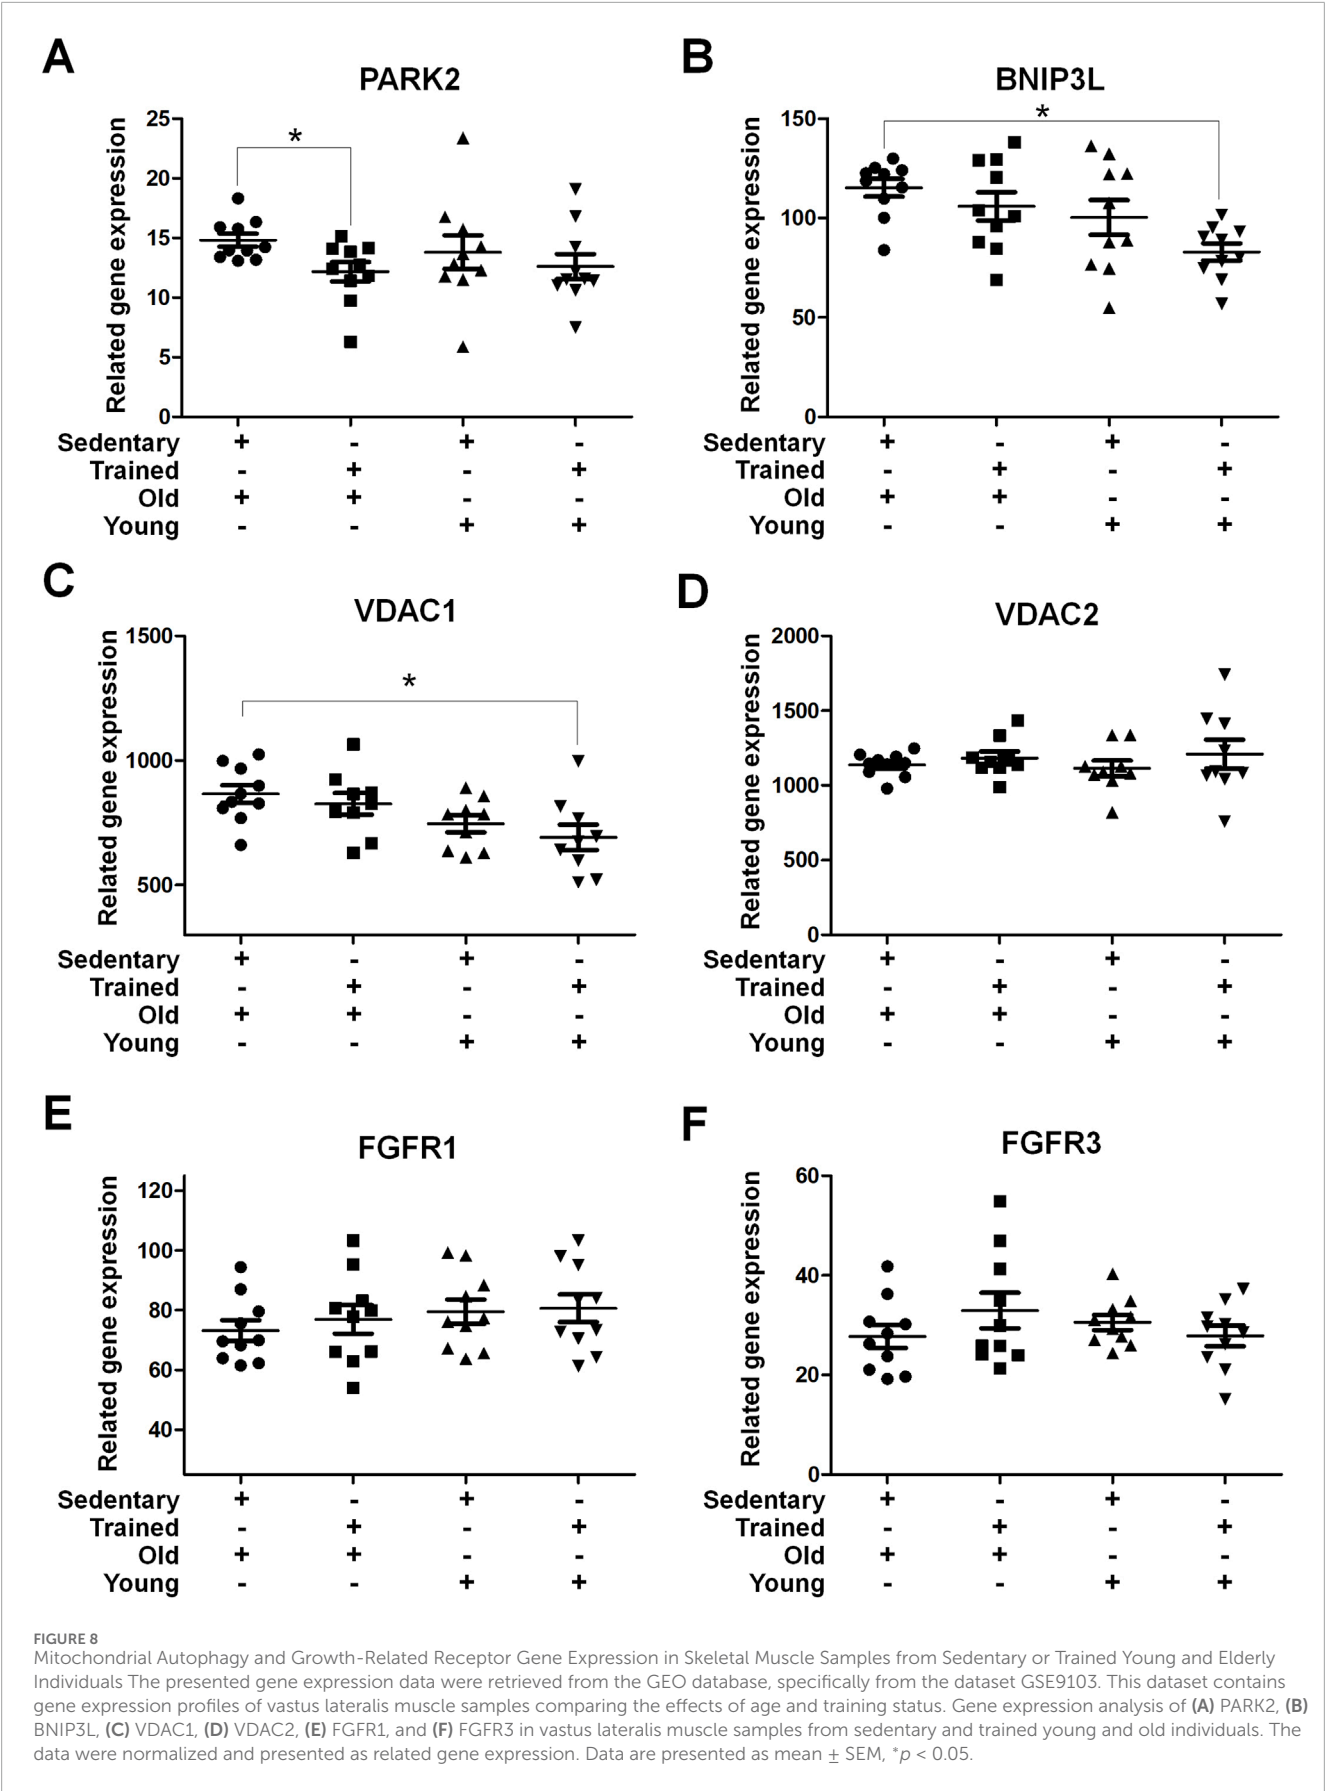 A
PARK2
Related gene expression
25
20
15
10
5
0
*
Sedentary + - + -
Trained - + - +
Old + + - -
Young - - + +
B
BNIP3L
Related gene expression
150
100
50
0
*
Sedentary + - + -
Trained - + - +
Old + + - -
Young - - + +
C
VDAC1
Related gene expression
1500
1000
500
*
Sedentary + - + -
Trained - + - +
Old + + - -
Young - - + +
D
VDAC2
Related gene expression
2000
1500
1000
500
0
Sedentary + - + -
Trained - + - +
Old + + - -
Young - - + +
E
FGFR1
Related gene expression
120
100
80
60
40
Sedentary + - + -
Trained - + - +
Old + + - -
Young - - + +
F
FGFR3
Related gene expression
60
40
20
0
Sedentary + - + -
Trained - + - +
Old + + - -
Young - - + +
FIGURE 8
Mitochondrial Autophagy and Growth-Related Receptor Gene Expression in Skeletal Muscle Samples from Sedentary or Trained Young and Elderly
Individuals The presented gene expression data were retrieved from the GEO database, specifically from the dataset GSE9103. This dataset contains
gene expression profiles of vastus lateralis muscle samples comparing the effects of age and training status. Gene expression analysis of (A) PARK2, (B)
BNIP3L, (C) VDAC1, (D) VDAC2, (E) FGFR1, and (F) FGFR3 in vastus lateralis muscle samples from sedentary and trained young and old individuals. The
data were normalized and presented as related gene expression. Data are presented as mean ± SEM, *p < 0.05.